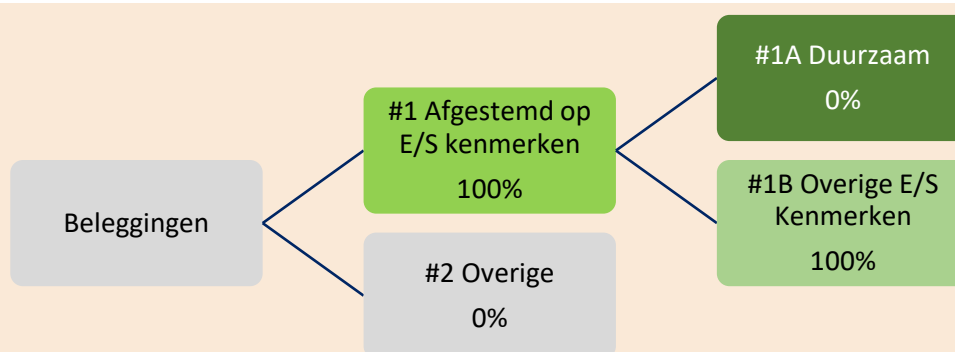 Beleggingen
#1 Afgestemd op
E/S kenmerken
100%
#2 Overige
0%
#1A Duurzaam
0%
#1B Overige E/S
Kenmerken
100%